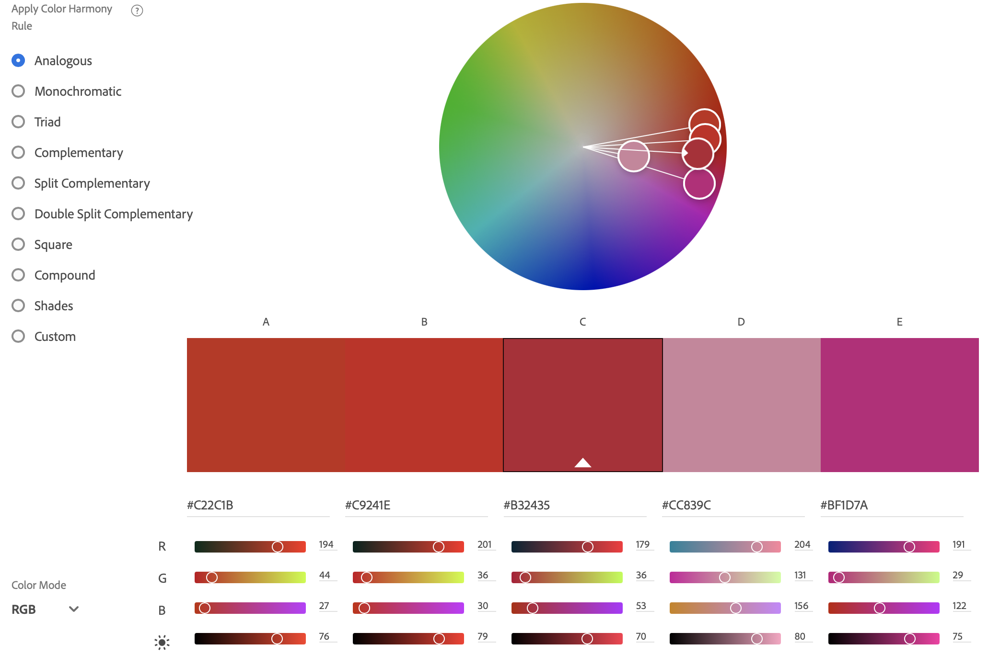 Apply Color Harmony
Rule
?
Analogous
Monochromatic
Triad
Complementary
Split Complementary
Double Split Complementary
Square
Compound
Shades
Custom
A B C D E
#C22C1B #C9241E #B32435 #CC839C #BF1D7A
R 194 201 179 204 191
G 44 36 36 131 29
Color Mode
RGB
B 27 30 53 156 122
76 79 70 80 75